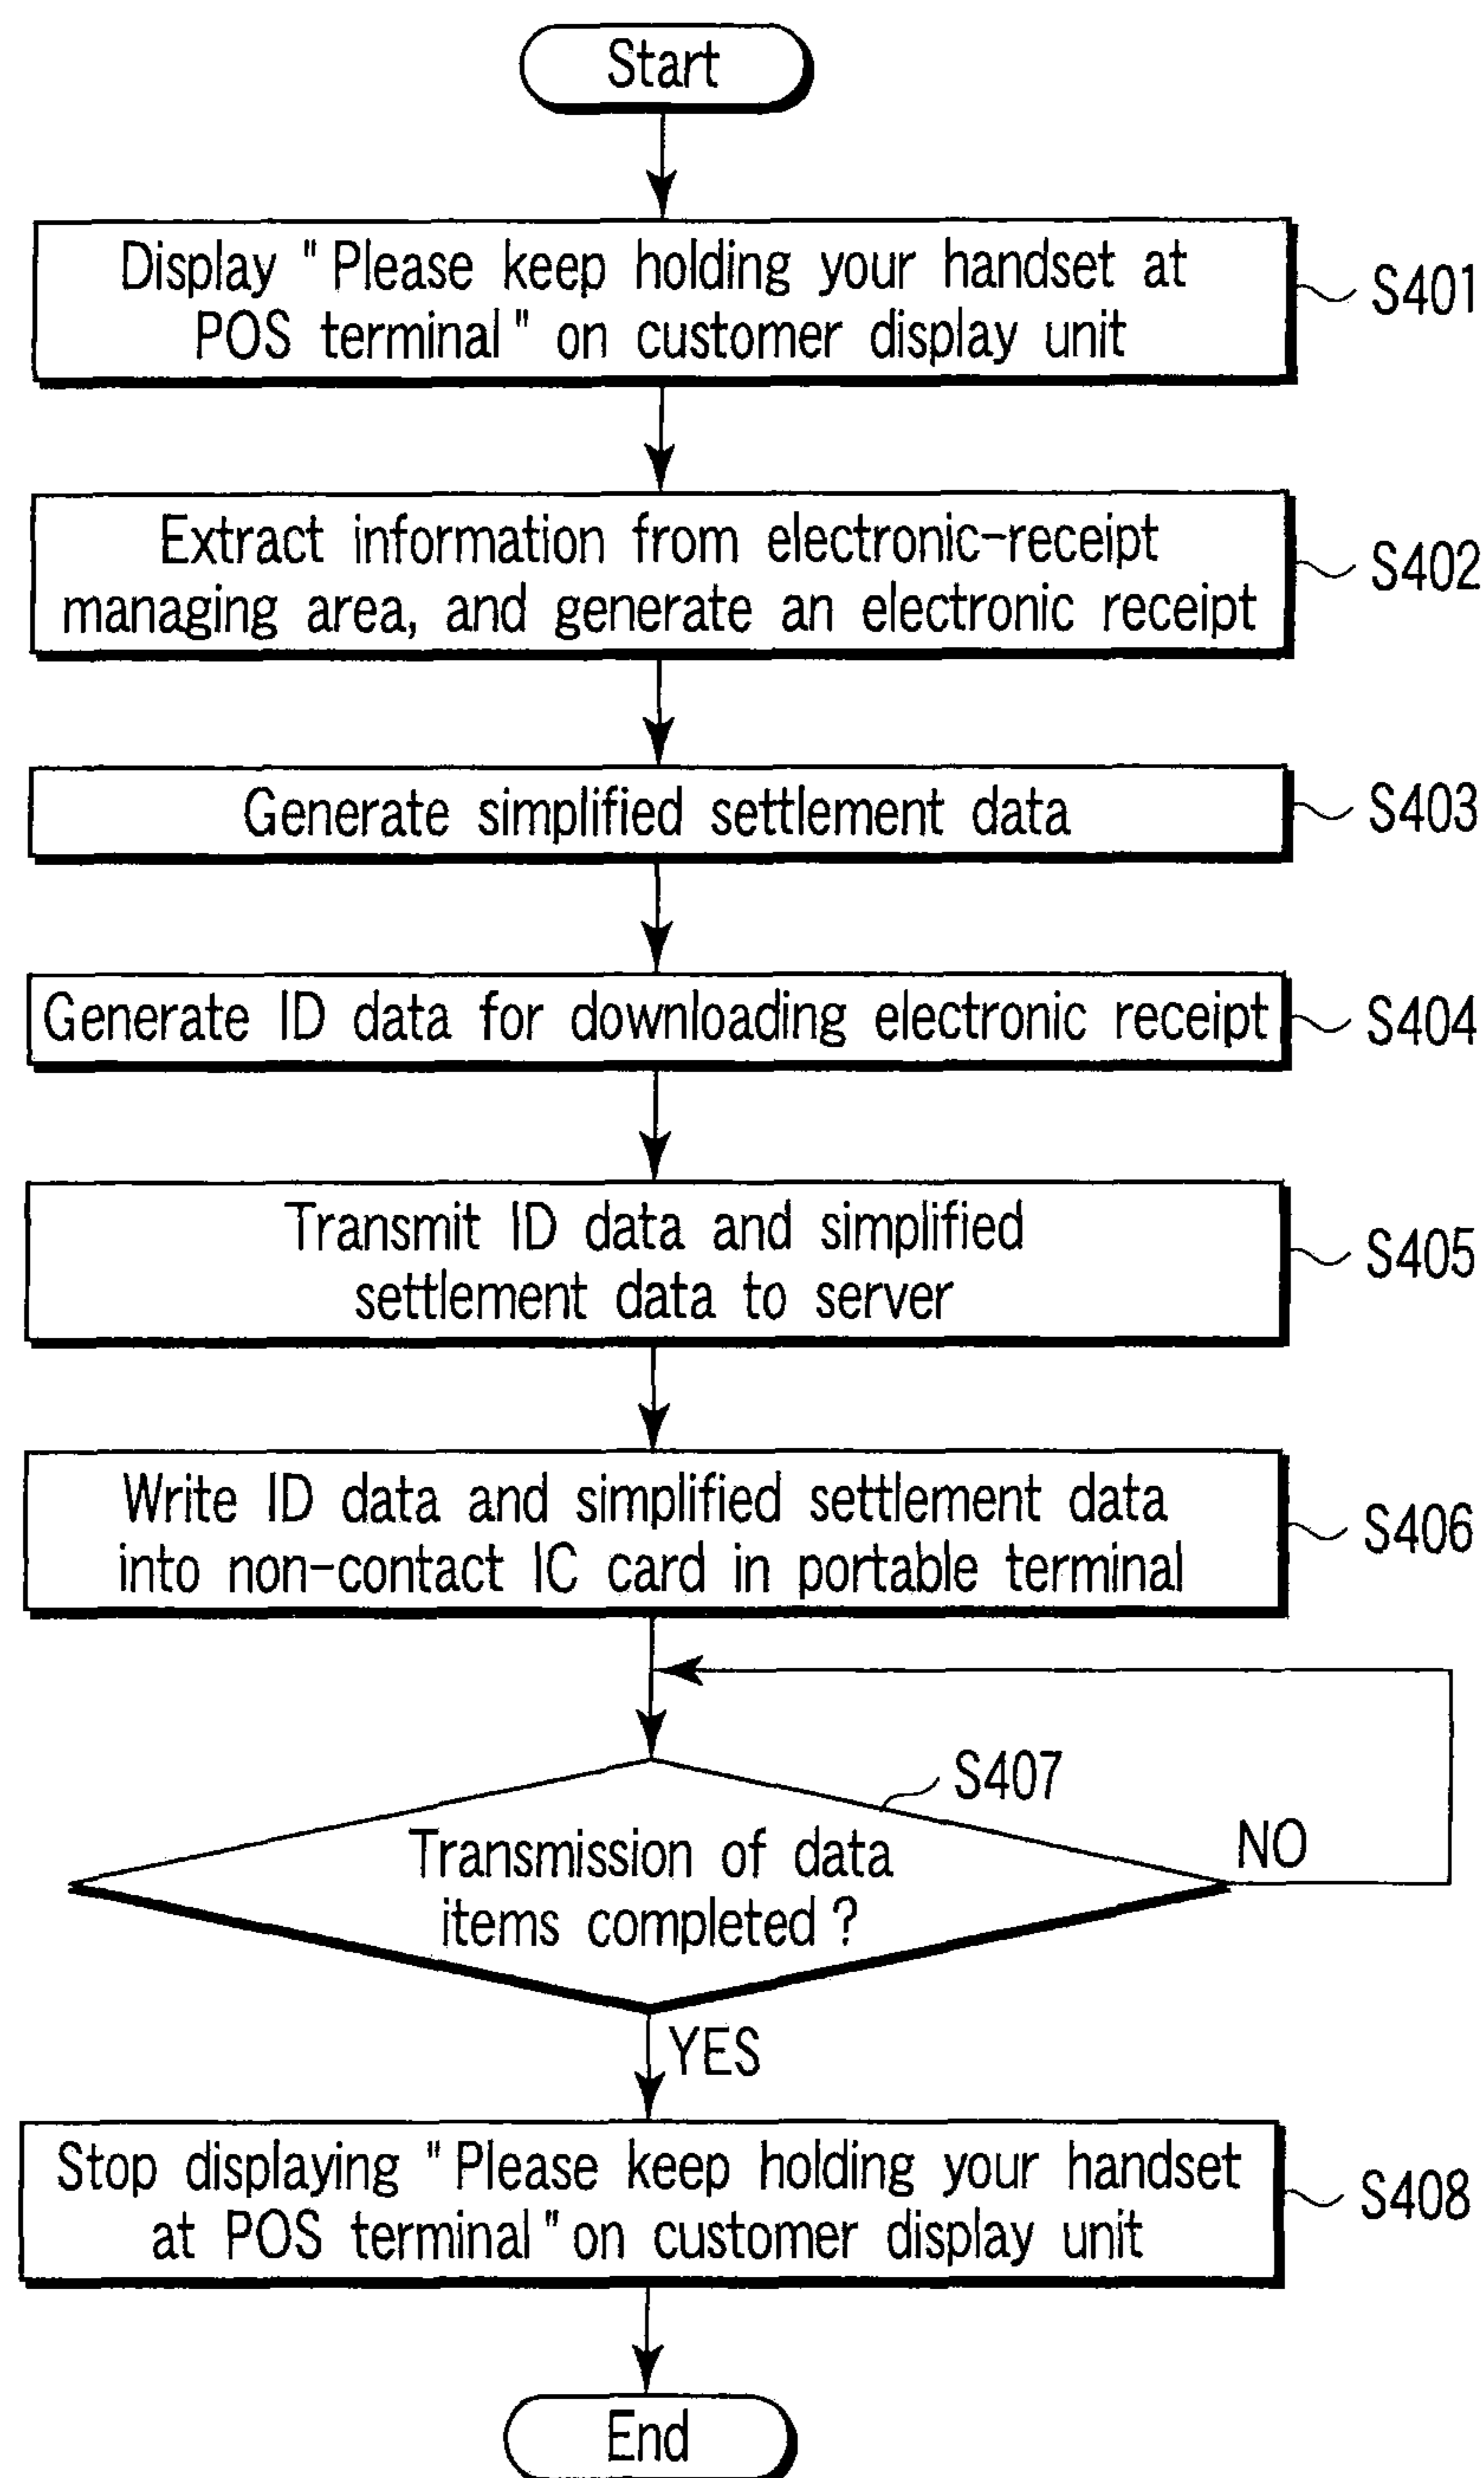 Start
Display "Please keep holding your handset at
POS terminal" on customer display unit
S401
Extract information from electronic-receipt
managing area, and generate an electronic receipt
S402
Generate simplified settlement data
S403
Generate ID data for downloading electronic receipt
S404
Transmit ID data and simplified
settlement data to server
S405
Write ID data and simplified settlement data
into non-contact IC card in portable terminal
S406
S407
Transmission of data
items completed?
NO
YES
Stop displaying "Please keep holding your handset
at POS terminal" on customer display unit
S408
End